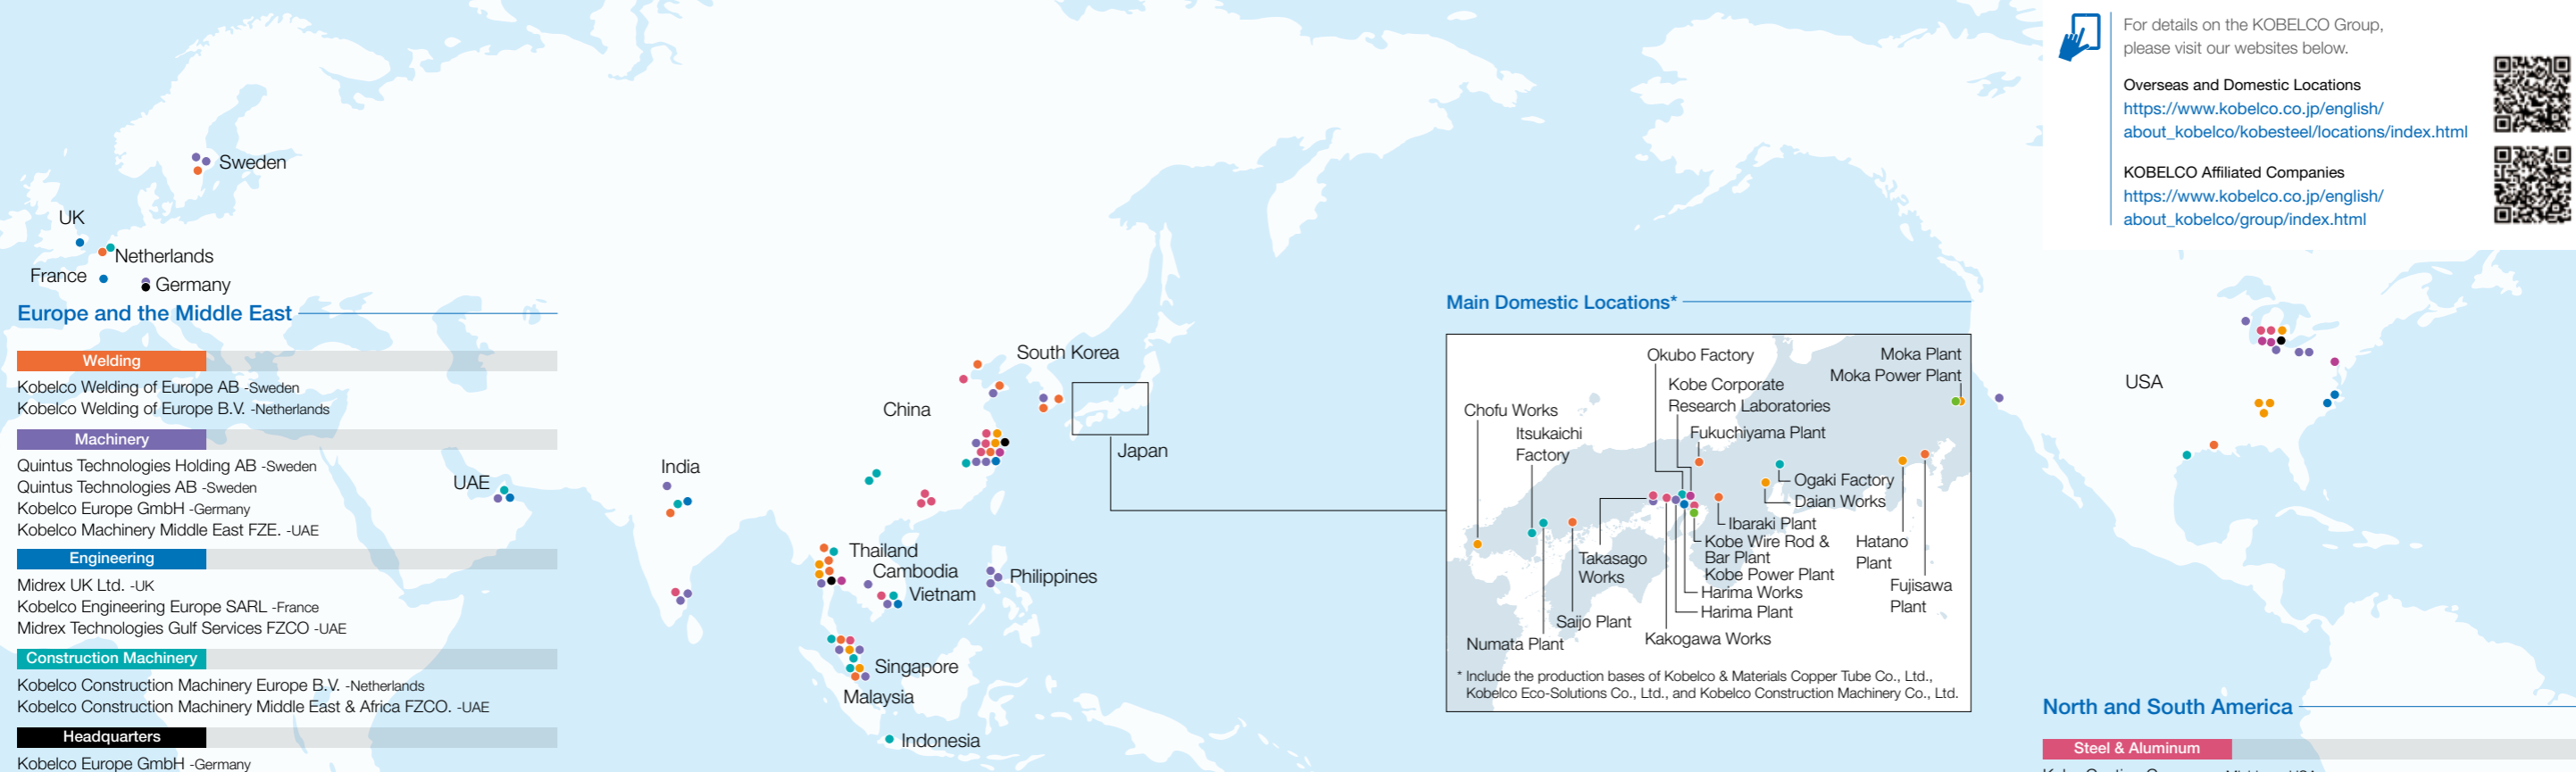 For details on the KOBELCO Group,
please visit our websites below.
Overseas and Domestic Locations
https://www.kobelco.co.jp/english/
about_kobelco/kobesteel/locations/index.html
KOBELCO Affiliated Companies
https://www.kobelco.co.jp/english/
about_kobelco/group/index.html
Sweden
UK
Netherlands
France
Germany
Europe and the Middle East
Welding
Kobelco Welding of Europe AB -Sweden
Kobelco Welding of Europe B.V. -Netherlands
Machinery
Quintus Technologies Holding AB -Sweden
Quintus Technologies AB -Sweden
Kobelco Europe GmbH -Germany
Kobelco Machinery Middle East FZE. -UAE
Engineering
Midrex UK Ltd. -UK
Kobelco Engineering Europe SARL -France
Midrex Technologies Gulf Services FZCO -UAE
Construction Machinery
Kobelco Construction Machinery Europe B.V. -Netherlands
Kobelco Construction Machinery Middle East & Africa FZCO. -UAE
Headquarters
Kobelco Europe GmbH -Germany
UAE
India
China
South Korea
Japan
Thailand
Cambodia
Vietnam
Philippines
Singapore
Malaysia
Indonesia
Main Domestic Locations*
Okubo Factory
Moka Plant
Moka Power Plant
Kobe Corporate
Research Laboratories
Chofu Works
Itsukaichi
Factory
Fukuchiyama Plant
Ogaki Factory
Daian Works
Ibaraki Plant
Kobe Wire Rod &
Bar Plant
Kobe Power Plant
Harima Works
Harima Plant
Takasago
Works
Hatano
Plant
Fujisawa
Plant
Saijo Plant
Kakogawa Works
Numata Plant
* Include the production bases of Kobelco & Materials Copper Tube Co., Ltd.,
Kobelco Eco-Solutions Co., Ltd., and Kobelco Construction Machinery Co., Ltd.
USA
North and South America
Steel & Aluminum